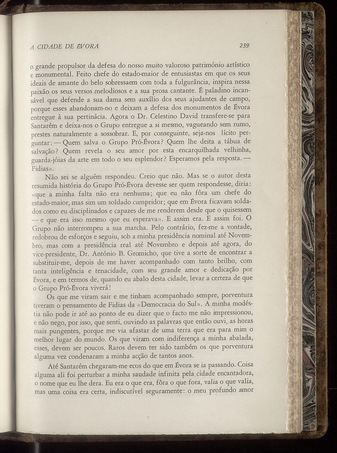 A CIDADE DE ÉVORA 239
o grande propulsor da defesa do nosso muito valoroso património artístico
e monumental. Feito chefe do estado-maior de entusiastas em que os seus
ideais de amante do belo sobressaem com toda a fulgurância, inspira nessa
paixão os seus versos melodiosos e a sua prosa cantante. É paladino incan-
sável que defende a sua dama sem auxílio dos seus ajudantes de campo,
porque esses abandonam-no e deixam a defesa dos monumentos de Évora
entregue à sua pertinácia. Agora o Dr. Celestino David transfere-se para
Santarém e deixa-nos o Grupo entregue a si mesmo, vagueando sem rumo,
prestes naturalmente a sossobrar. E, por conseguinte, seja-nos lícito per-
guntar: — Quem salva o Grupo Pró-Évora? Quem lhe deita a tábua de
salvação? Quem revela o seu amor por esta encarquilhada velhinha,
guarda-jóias da arte em todo o seu esplendor? Esperamos pela resposta. —
Fídias».
Não sei se alguém respondeu. Creio que não. Mas se o autor desta
resumida história do Grupo Pró-Évora devesse ser quem respondesse, diria:
«que a minha falta não era nenhuma; que eu não fôra um chefe do
estado-maior, mas sim um soldado cumpridor; que em Évora ficavam solda-
dos como eu disciplinados e capazes de me renderem desde que o quisessem
— e que era isso mesmo que eu esperava». E assim era. E assim foi. O
Grupo não interrompeu a sua marcha. Pelo contrário, fez-me a vontade,
redobrou de esforços e seguiu, sob a minha presidência nominal até Novem-
bro, mas com a presidência real até Novembro e depois até agora, do
vice-presidente, Dr. António B. Gromicho, que tive a sorte de encontrar a
substituir-me, depois de me haver acompanhado com tanto brilho, com
tanta inteligência e tenacidade, com seu grande amor e dedicação por
Évora, e em termos de, quando eu abalo desta cidade, levar a certeza de que
o Grupo Pró-Évora viverá!
Os que me viram sair e me tinham acompanhado sempre, porventura
tiveram o pensamento de Fídias da «Democracia do Sul». A minha modés-
tia não pode ir até ao ponto de eu dizer que o facto me não impressionou,
e não nego, por isso, que senti, ouvindo as palavras que então ouvi, as horas
mais pungentes, porque me via afastar de uma terra que era para mim o
melhor lugar do mundo. Os que viram com indiferença a minha abalada,
esses, devem ser poucos. Raros devem ter sido também os que porventura
alguma vez condenaram a minha acção de tantos anos.
Até Santarém chegaram-me ecos do que em Évora se ia passando. Coisa
alguma ali foi perturbar a minha saudade infinita pela cidade encantadora,
o nome que eu lhe dera. Eu era o que era, fôra o que fora, valia o que valia,
mas uma coisa era certa, indiscutível seguramente: o meu profundo amor